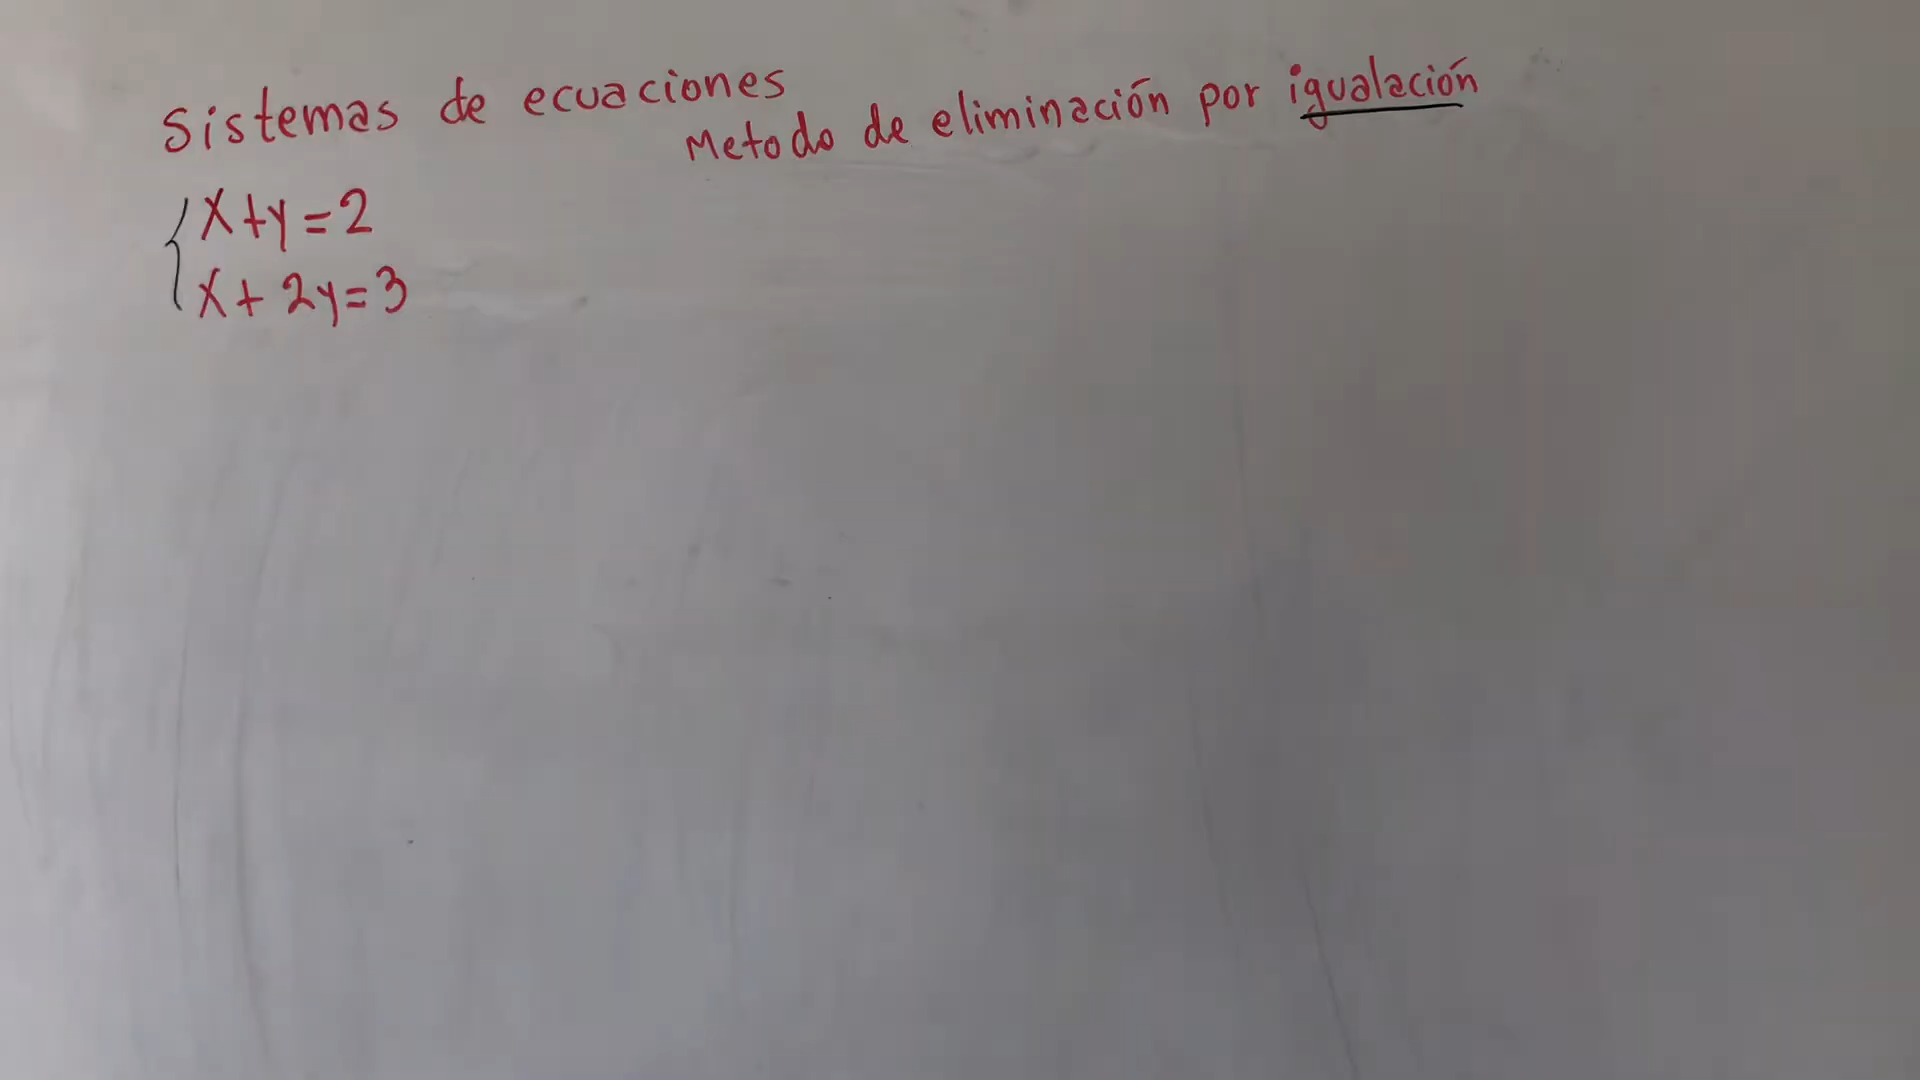 Sistemas de ecuaciones
Metodo de eliminación por igualación
x+y=2
x+2y=3